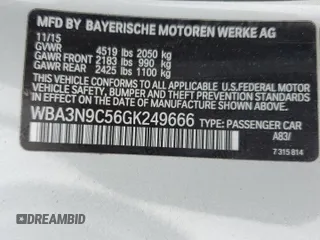 MFD BY BAYERISCHE MOTOREN WERKE AG
11/15
GVWR 4519 lbs 2050 kg
GAWR FRONT 2183 lbs 990 kg
GAWR REAR 2425 lbs 1100 kg
THIS VEHICLE CONFORMS TO ALL APPLICABLE U.S. FEDERAL MOTOR
VEHICLE SAFETY, BUMPER, AND THEFT PREVENTION STANDARDS
IN EFFECT ON THE DATE OF MANUFACTURE SHOWN ABOVE.
WBA3N9C56GK249666 TYPE: PASSENGER CAR
A83/
7 315 814
DREAMBID UNITED STATES